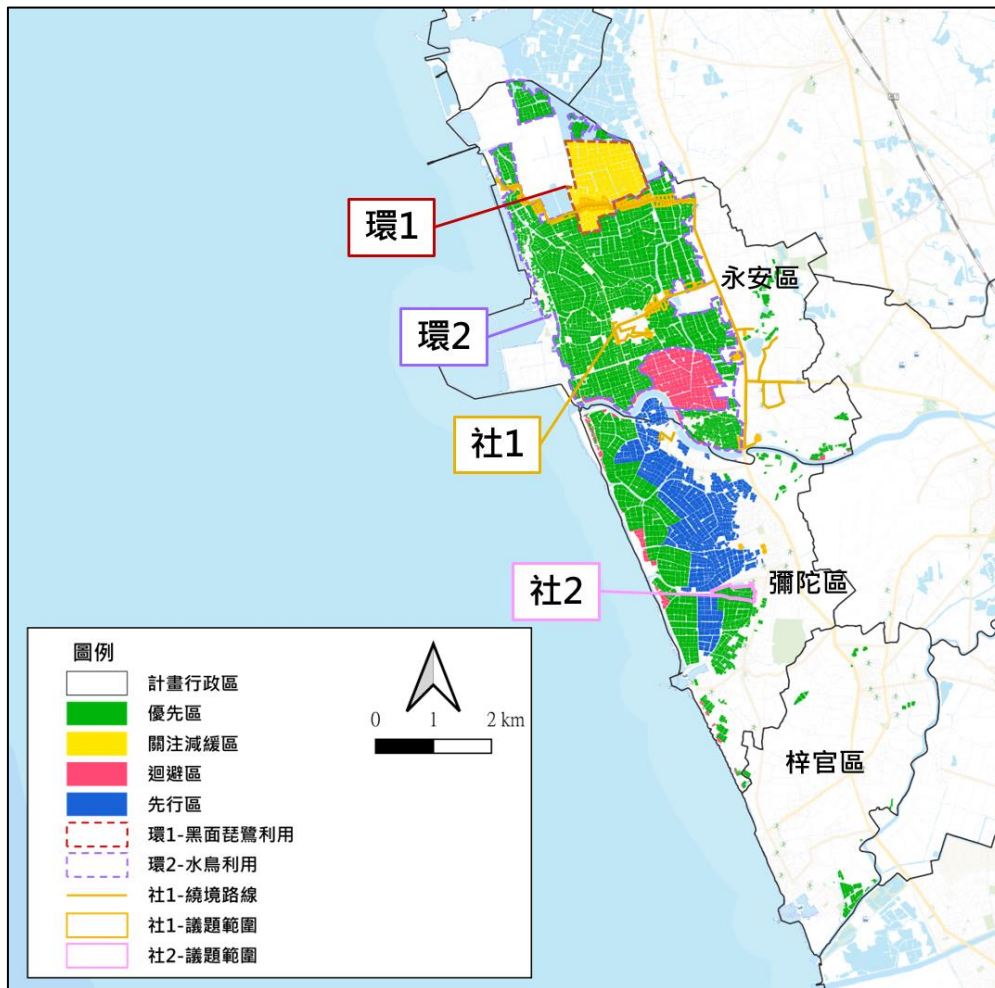 環1
永安區
環2
社1
社2
彌陀區
梓官區
圖例
計畫行政區
優先區
關注減緩區
迴避區
先行區
環1-黑面琵鷺利用
環2-水鳥利用
社1-繞境路線
社1-議題範圍
社2-議題範圍
0 1 2 km